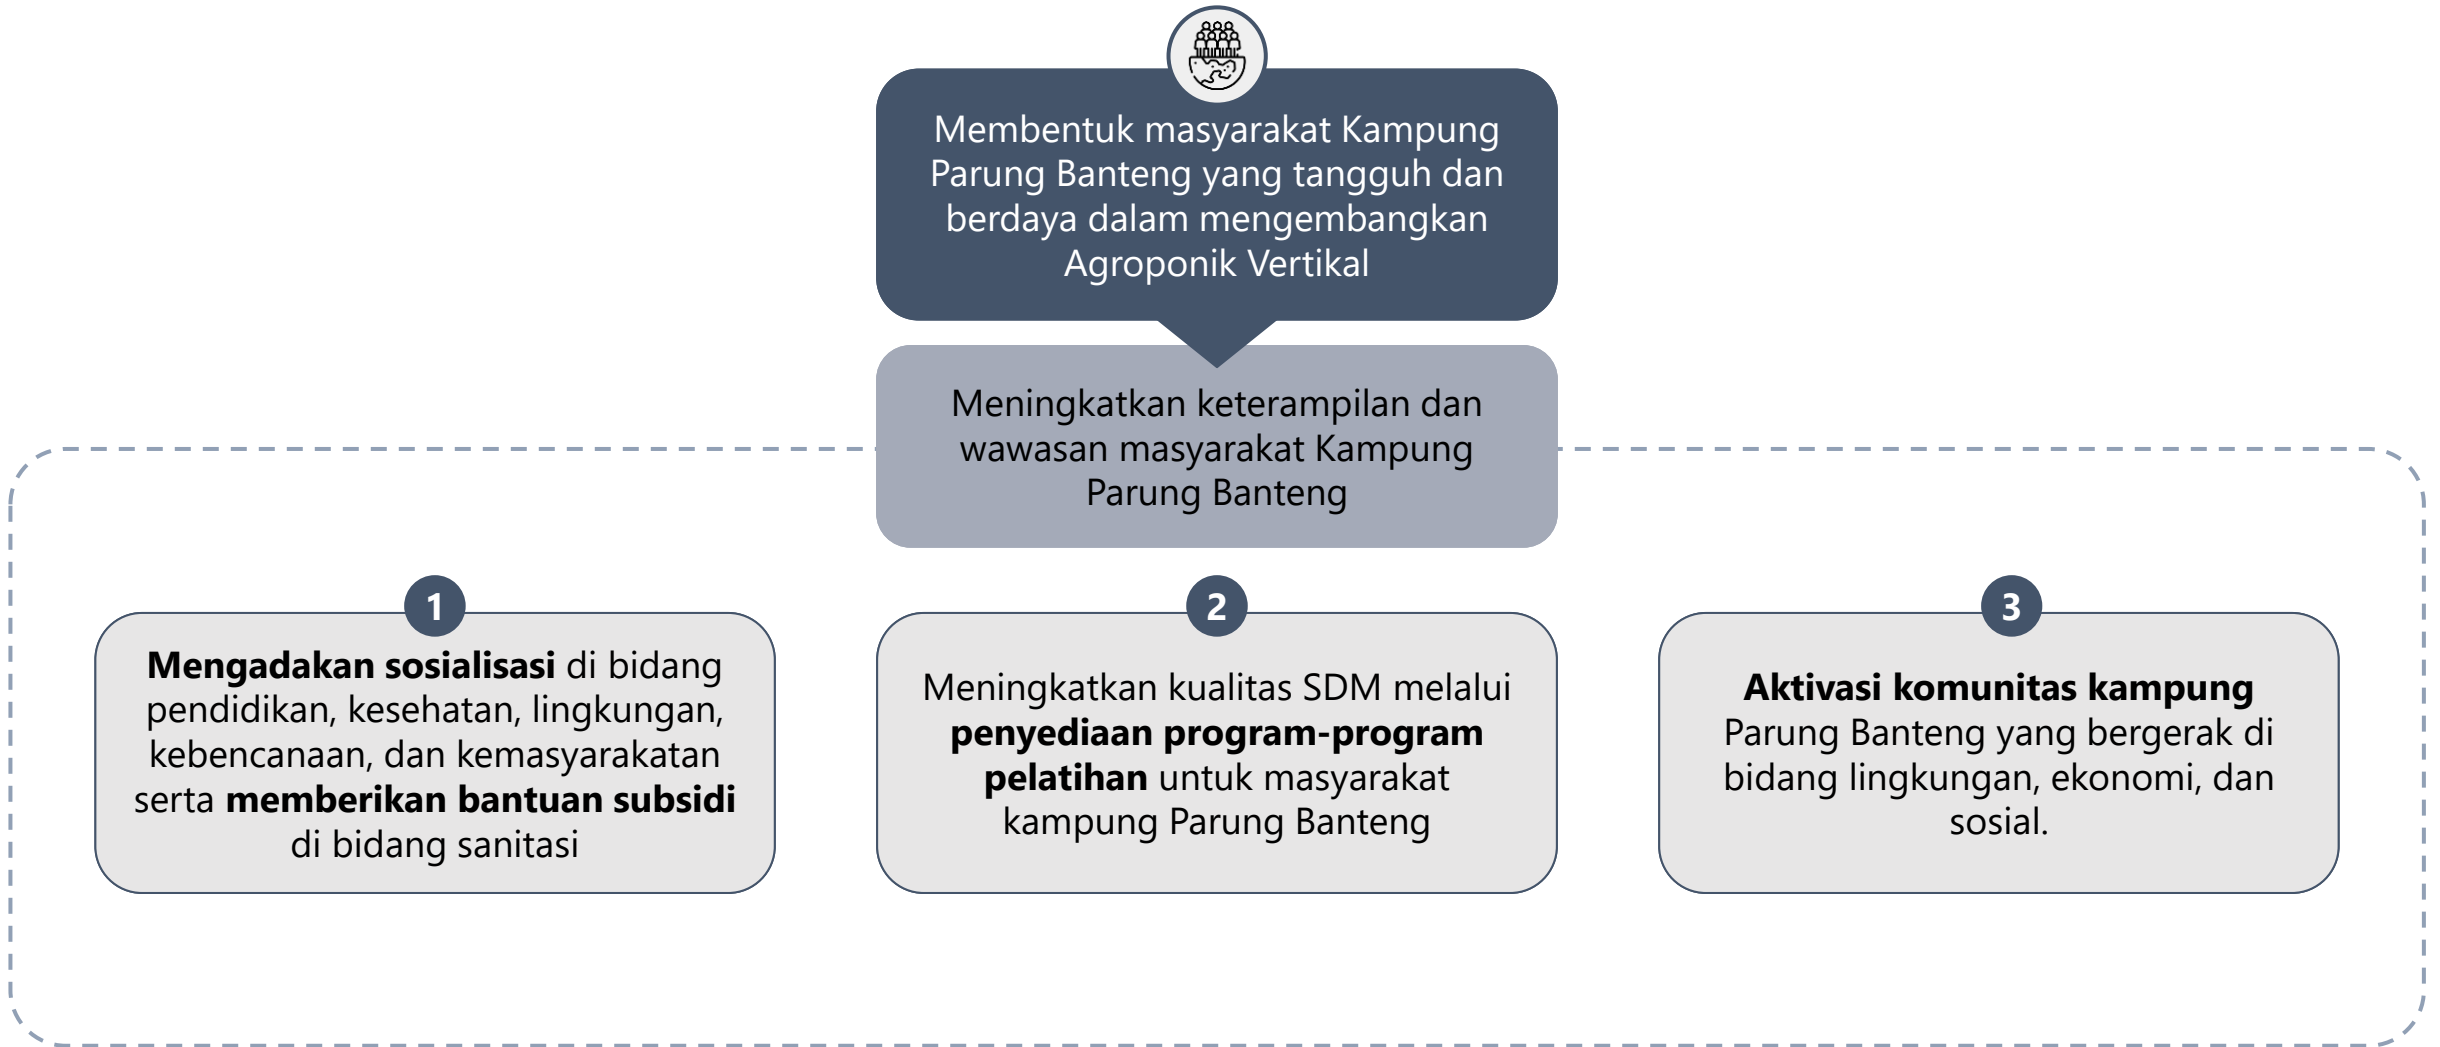 Membentuk masyarakat Kampung
Parung Banteng yang tangguh dan
berdaya dalam mengembangkan
Agroponik Vertikal
Meningkatkan keterampilan dan
wawasan masyarakat Kampung
Parung Banteng
1
Mengadakan sosialisasi di bidang
pendidikan, kesehatan, lingkungan,
kebencanaan, dan kemasyarakatan
serta memberikan bantuan subsidi
di bidang sanitasi
2
Meningkatkan kualitas SDM melalui
penyediaan program-program
pelatihan untuk masyarakat
kampung Parung Banteng
3
Aktivasi komunitas kampung
Parung Banteng yang bergerak di
bidang lingkungan, ekonomi, dan
sosial.